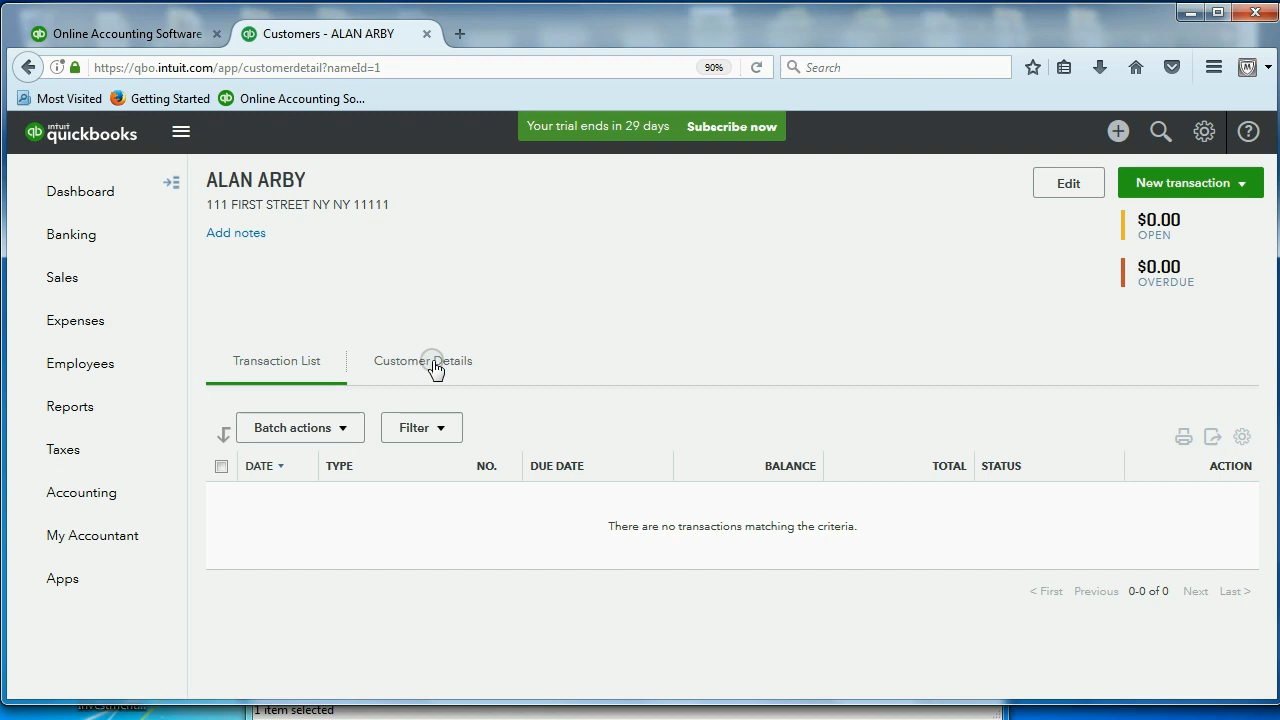 Online Accounting Software
Customers - ALAN ARBY
https://qbo.intuit.com/app/customerdetail?nameId=1
90%
Search
Most Visited
Getting Started
Online Accounting So...
intuit
quickbooks
Your trial ends in 29 days Subscribe now
Dashboard
Banking
Sales
Expenses
Employees
Reports
Taxes
Accounting
My Accountant
Apps
ALAN ARBY
111 FIRST STREET NY NY 11111
Add notes
Edit
New transaction
$0.00
OPEN
$0.00
OVERDUE
Transaction List
Customer Details
Batch actions
Filter
DATE TYPE NO. DUE DATE BALANCE TOTAL STATUS ACTION
There are no transactions matching the criteria.
< First Previous 0-0 of 0 Next Last >
Investment...
1 item selected